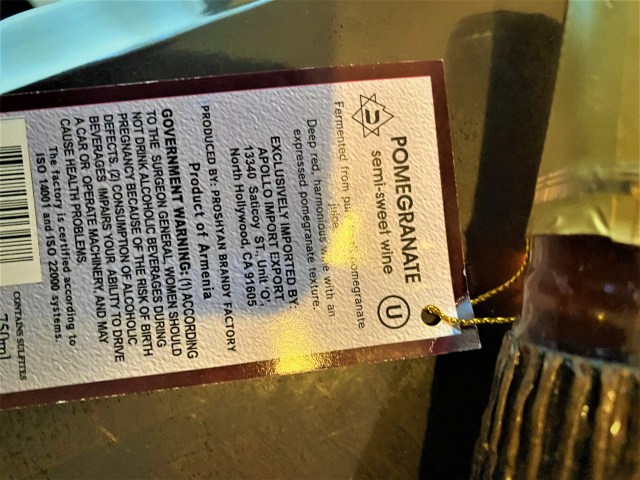 POMEGRANATE
semi-sweet wine
U
Fermented from pu pomegranate
juice.
Deep red, harmonious wine with an
expressed pomegranate texture.
EXCLUSIVELY IMPORTED BY:
APOLLO IMPORT EXPORT
13340 Saticoy ST., Unit 'O',
North Hollywood, CA 91605
PRODUCED BY: PROSHYAN BRANDY FACTORY
Product of Armenia
GOVERNMENT WARNING: (1) ACCORDING
TO THE SURGEON GENERAL, WOMEN SHOULD
NOT DRINK ALCOHOLIC BEVERAGES DURING
PREGNANCY BECAUSE OF THE RISK OF BIRTH
DEFECTS. (2) CONSUMPTION OF ALCOHOLIC
BEVERAGES IMPAIRS YOUR ABILITY TO DRIVE
A CAR OR OPERATE MACHINERY, AND MAY
CAUSE HEALTH PROBLEMS.
The factory is certified according to
ISO 14001 and ISO 22000 systems.
CONTAINS SULFITES
750ml